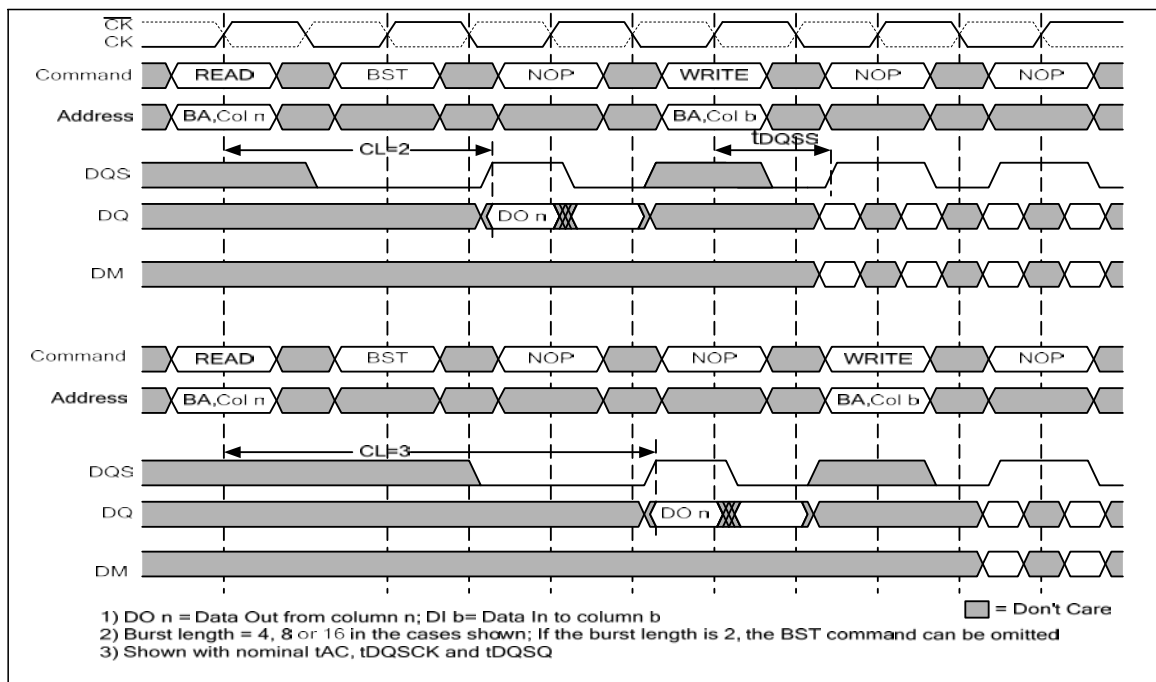 CK
CK
Command READ BST NOP WRITE NOP NOP
Address BA,Col n BA,Col b
CL=2 tDQSS
DQS
DQ DO n
DM
Command READ BST NOP NOP WRITE NOP
Address BA,Col n BA,Col b
CL=3
DQS
DQ DO n
DM
1) DO n = Data Out from column n; DI b= Data In to column b
= Don't Care
2) Burst length = 4, 8 or 16 in the cases shown; If the burst length is 2, the BST command can be omitted
3) Shown with nominal tAC, tDQSCK and tDQSQ